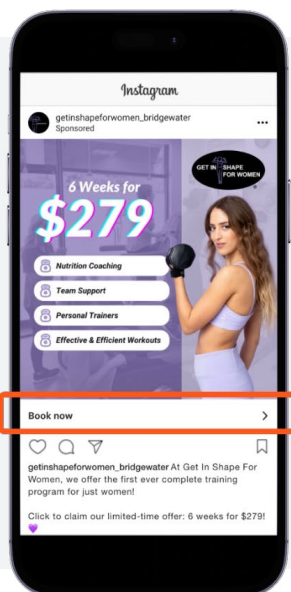 Instagram
getinshapeforwomen_bridgewater
Sponsored
GET IN SHAPE
FOR WOMEN
6 Weeks for
$279
Nutrition Coaching
Team Support
Personal Trainers
Effective & Efficient Workouts
Book now
getinshapeforwomen_bridgewater At Get In Shape For
Women, we offer the first ever complete training
program for just women!
Click to claim our limited-time offer: 6 weeks for $279!